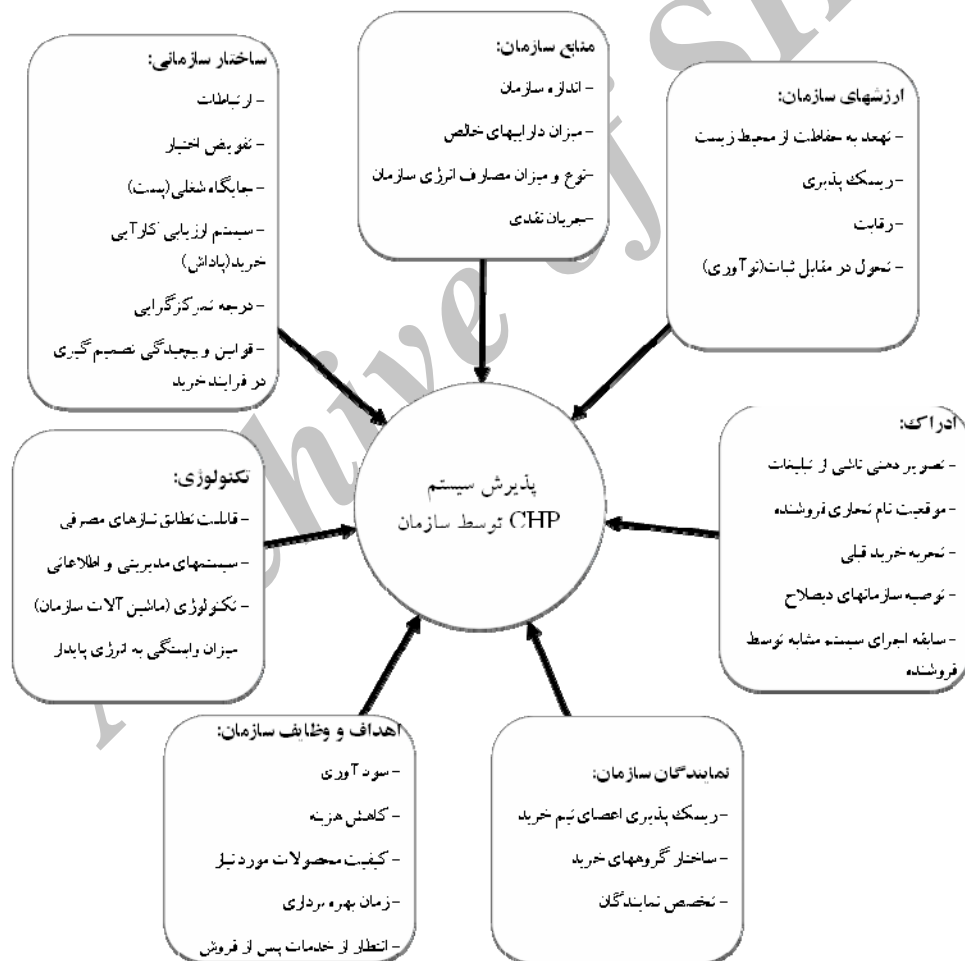 ساختار سازمانی:
- ارتباطات
- تفویض اختیار
- جایگاه شغلی(پست)
- سیستم ارزیابی کارآیی
خرید(پاداش)
- درجه تمرکزگرایی
- قوانین و پیچیدگی تصمیم گیری
در فرایند خرید
منابع سازمان:
- اندازه سازمان
- میزان داراییهای خالص
-نوع و میزان مصارف انرژی سازمان
-جریان نقدی
ارزشهای سازمان:
- تعهد به حفاظت از محیط زیست
- ریسک پذیری
- رقابت
- تحول در مقابل ثبات(نوآوری)
ادراک:
- تصویر ذهنی ناشی از تبلیغات
- موقعیت نام تجاری فروشنده
- تجربه خرید قبلی
- توصیه سازمانهای ذیصلاح
- سابقه اجرای سیستم مشابه توسط
فروشنده
پذیرش سیستم
CHP توسط سازمان
تکنولوژی:
- قابلیت تطابق نیازهای مصرفی
- سیستمهای مدیریتی و اطلاعاتی
- تکنولوژی (ماشین آلات سازمان)
میزان وابستگی به انرژی پایدار
اهداف و وظایف سازمان:
- سود آوری
- کاهش هزینه
- کیفیت محصولات مورد نیاز
- زمان بهره برداری
- انتظار از خدمات پس از فروش
نمایندگان سازمان:
- ریسک پذیری اعضای تیم خرید
- ساختار گروههای خرید
- تخصص نمایندگان
Archive of